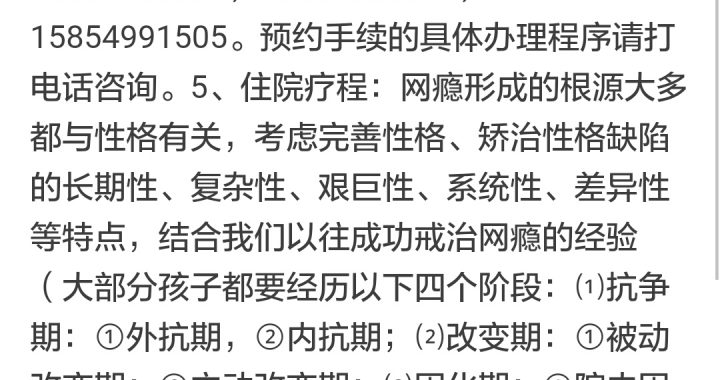 15854991505。预约手续的具体办理程序请打
电话咨询。5、住院疗程：网瘾形成的根源大多
都与性格有关，考虑完善性格、矫治性格缺陷
的长期性、复杂性、艰巨性、系统性、差异性
等特点，结合我们以往成功戒治网瘾的经验
（大部分孩子都要经历以下四个阶段：⑴抗争
期：①外抗期，②内抗期；⑵改变期：①被动